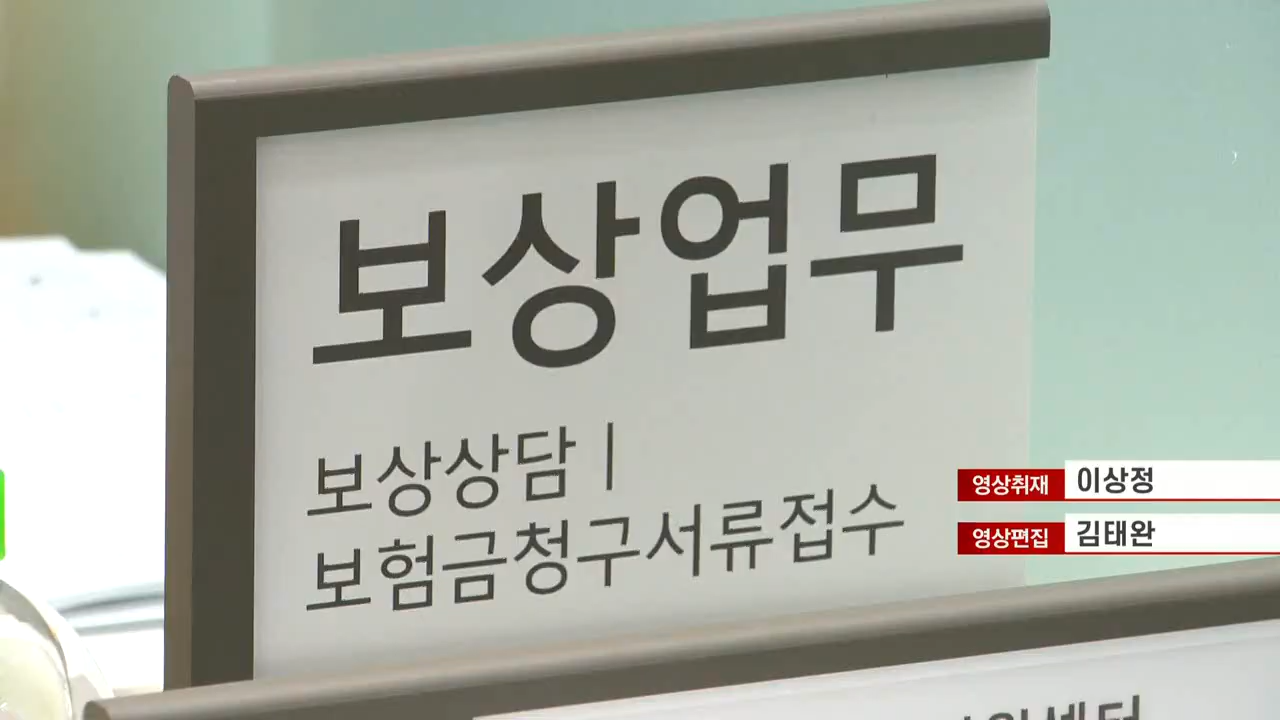 보상업무
보상상담 |
보험금청구서류접수
영상취재 이상정
영상편집 김태완